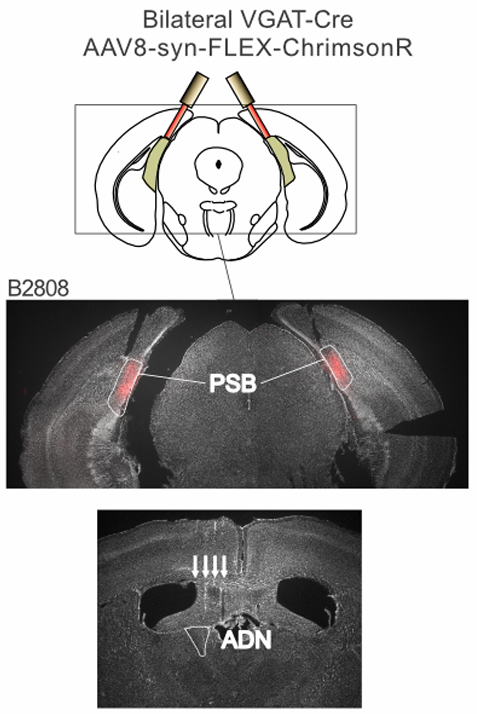 Bilateral VGAT-Cre
AAV8-syn-FLEX-ChrimsonR
B2808
PSB
ADN